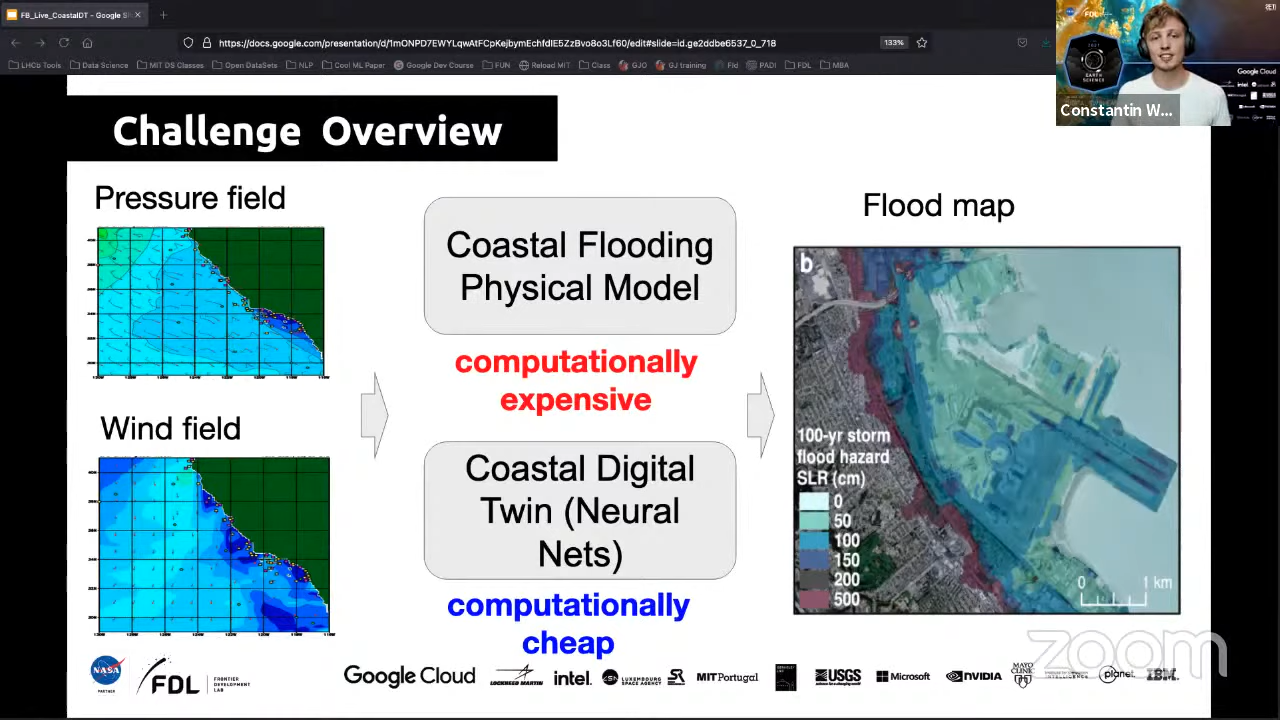 FB_Live_CoastalDT - Google Sl
https://docs.google.com/presentation/d/1mONPD7EWYLqwAtFCpKejbymEchfdIE5ZzBvo8o3Lf60/edit#slide=id.ge2ddbe6537_0_718
133%
LHCb Tools
Data Science
MIT DS Classes
Open DataSets
NLP
Cool ML Paper
Google Dev Course
FUN
Reload MIT
Class
GJO
GJ training
Fid
PADI
FDL
MBA
FDL
EARTH
SCIENCE
Google Cloud
intel
Constantin W...
Challenge Overview
Pressure field
Wind field
Coastal Flooding
Physical Model
computationally
expensive
Coastal Digital
Twin (Neural
Nets)
computationally
cheap
Flood map
b
100-yr storm
flood hazard
SLR (cm)
0
50
100
150
200
500
0 1 km
zoom
NASA
PARTNER
FDL
FRONTIER
DEVELOPMENT
LAB
Google Cloud
LOCKHEED MARTIN
intel.
LUXEMBOURG
SPACE AGENCY
MIT Portugal
USGS
Microsoft
NVIDIA
MAYO
CLINIC
planet.
IBM.